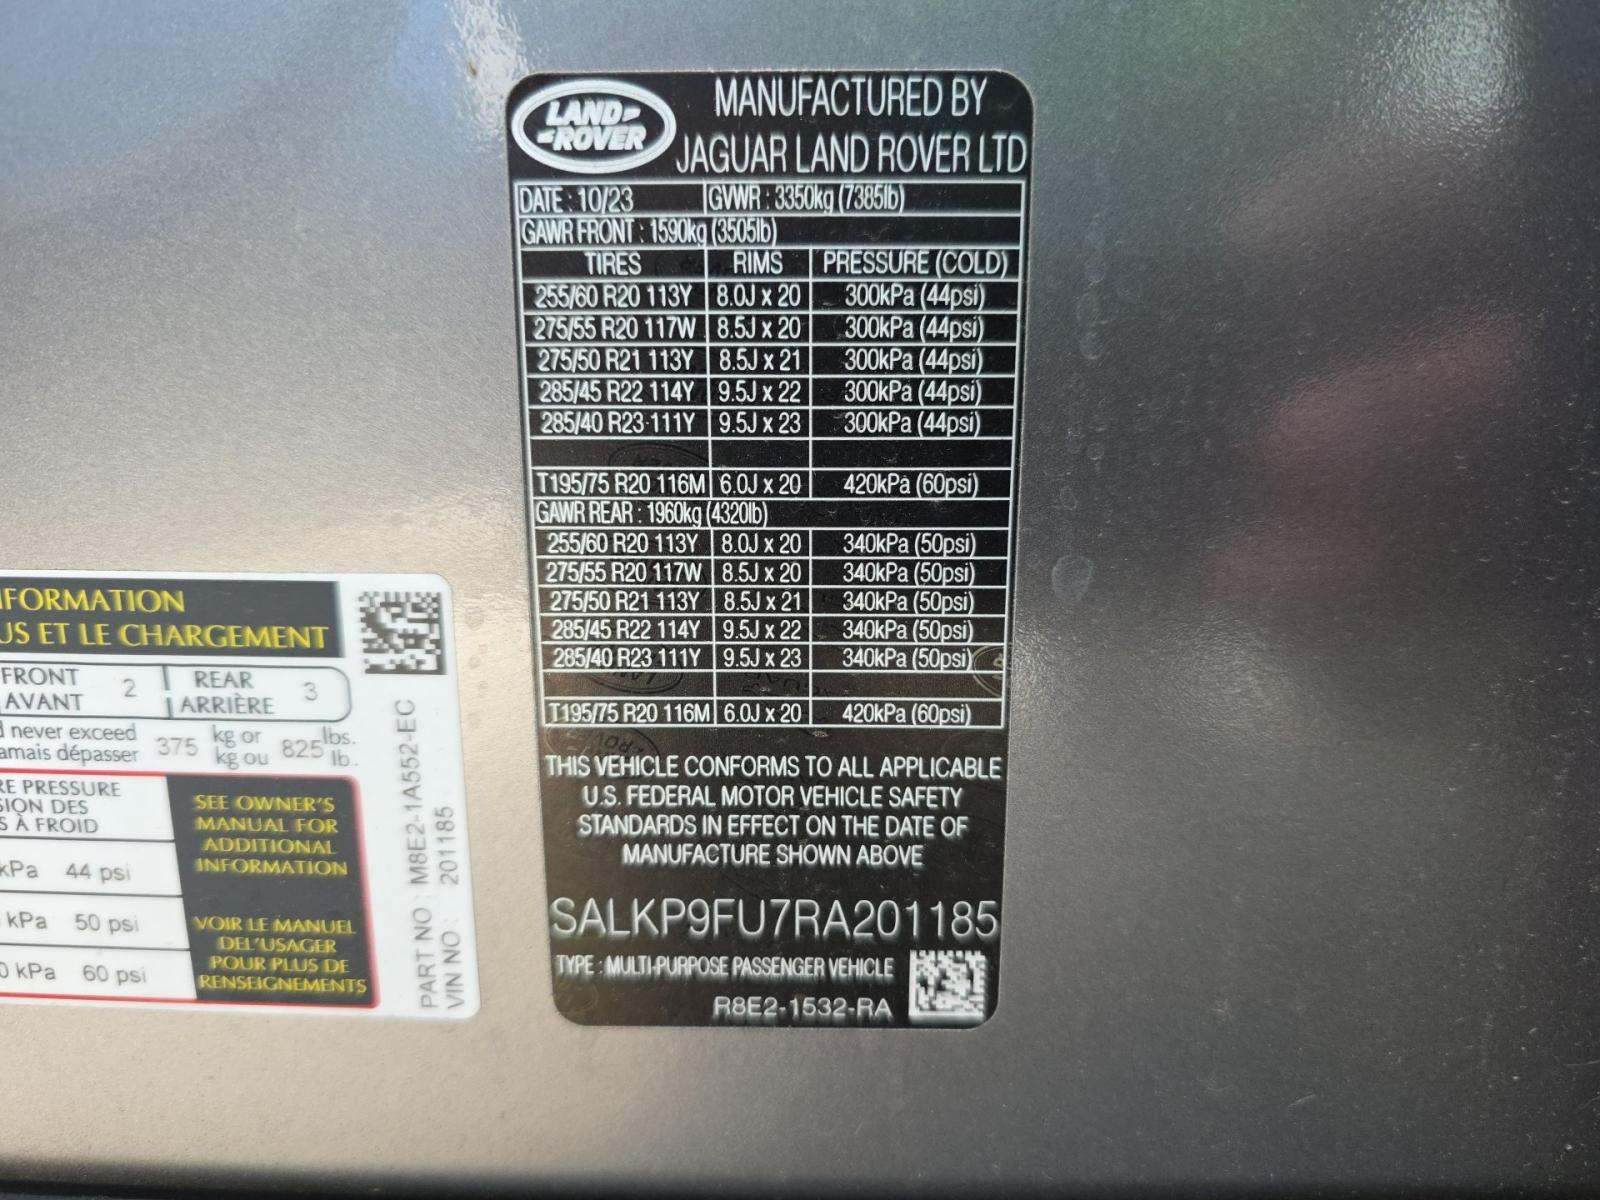 LAND
ROVER
MANUFACTURED BY
JAGUAR LAND ROVER LTD
DATE : 10/23 GVWR : 3350kg (7385lb)
GAWR FRONT : 1590kg (3505lb)
TIRES RIMS PRESSURE (COLD)
255/60 R20 113Y 8.0J x 20 300kPa (44psi)
275/55 R20 117W 8.5J x 20 300kPa (44psi)
275/50 R21 113Y 8.5J x 21 300kPa (44psi)
285/45 R22 114Y 9.5J x 22 300kPa (44psi)
285/40 R23 111Y 9.5J x 23 300kPa (44psi)
T195/75 R20 116M 6.0J x 20 420kPa (60psi)
GAWR REAR : 1960kg (4320lb)
255/60 R20 113Y 8.0J x 20 340kPa (50psi)
275/55 R20 117W 8.5J x 20 340kPa (50psi)
275/50 R21 113Y 8.5J x 21 340kPa (50psi)
285/45 R22 114Y 9.5J x 22 340kPa (50psi)
285/40 R23 111Y 9.5J x 23 340kPa (50psi)
T195/75 R20 116M 6.0J x 20 420kPa (60psi)
THIS VEHICLE CONFORMS TO ALL APPLICABLE
U.S. FEDERAL MOTOR VEHICLE SAFETY
STANDARDS IN EFFECT ON THE DATE OF
MANUFACTURE SHOWN ABOVE
SALKP9FU7RA201185
TYPE : MULTI-PURPOSE PASSENGER VEHICLE
R8E2-1532-RA
FORMATION
US ET LE CHARGEMENT
FRONT 2 REAR 3
AVANT ARRIÈRE
never exceed 375 kg or 825 lbs.
amais dépasser kg ou lb.
RE PRESSURE
SION DES
S À FROID
kPa 44 psi
kPa 50 psi
0 kPa 60 psi
SEE OWNER'S
MANUAL FOR
ADDITIONAL
INFORMATION
VOIR LE MANUEL
DEL'USAGER
POUR PLUS DE
RENSEIGNEMENTS
PART NO : M8E2-1A552-EC
VIN NO. : 201185